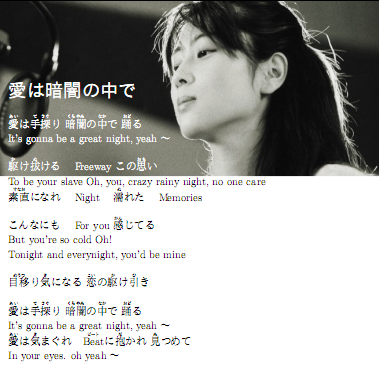 愛は暗闇の中で
愛は手探り 暗闇の中で 踊る
It's gonna be a great night, yeah ～
駆け抜ける Freeway この思い
To be your slave Oh, you, crazy rainy night, no one care
素直になれ Night 濡れた Memories
こんなにも For you 感じてる
But you're so cold Oh!
Tonight and everynight, you'd be mine
目移り気になる 恋の駆け引き
愛は手探り 暗闇の中で 踊る
It's gonna be a great night, yeah ～
愛は気まぐれ Beatに抱かれ 見つめて
In your eyes. oh yeah ～